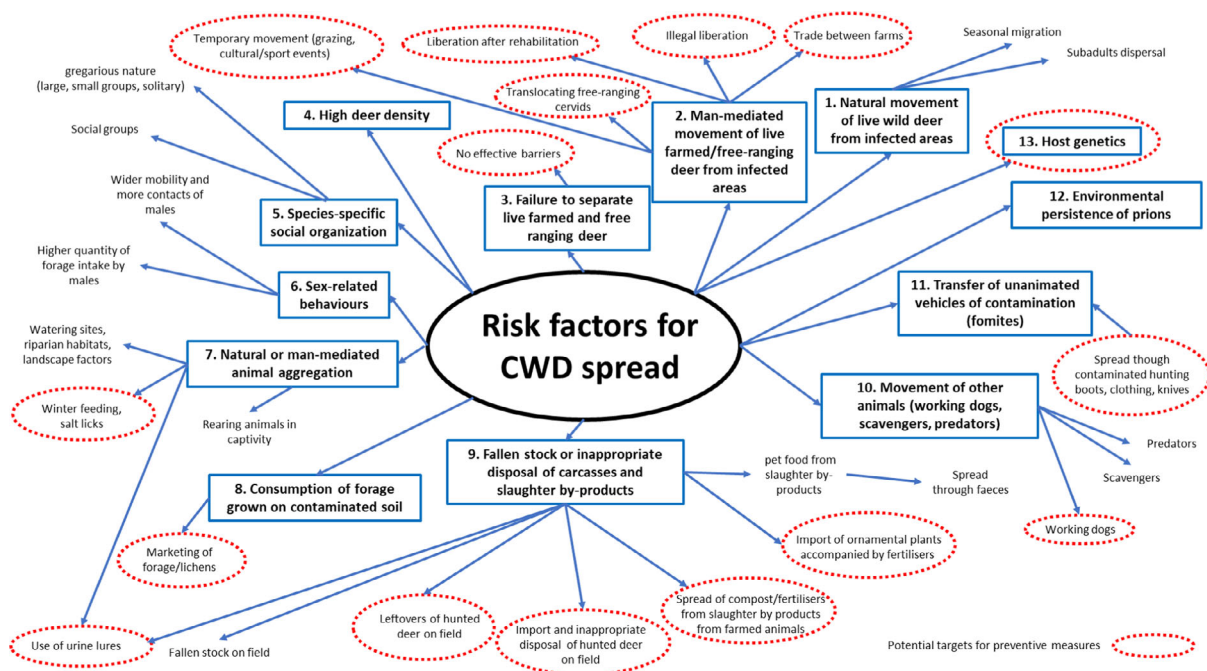 Temporary movement (grazing,
cultural/sport events)
Liberation after rehabilitation
Illegal liberation
Trade between farms
Seasonal migration
Subadults dispersal
gregarious nature
(large, small groups, solitary)
Translocating free-ranging
cervids
4. High deer density
2. Man-mediated
movement of live
farmed/free-ranging
deer from infected
areas
1. Natural movement
of live wild deer
from infected areas
Social groups
No effective barriers
13. Host genetics
Wider mobility and
more contacts of
males
5. Species-specific
social organization
3. Failure to separate
live farmed and free
ranging deer
12. Environmental
persistence of prions
Higher quantity of
forage intake by
males
6. Sex-related
behaviours
11. Transfer of unanimated
vehicles of contamination
(fomites)
Risk factors for
CWD spread
Watering sites,
riparian habitats,
landscape factors
7. Natural or man-mediated
animal aggregation
Spread though
contaminated hunting
boots, clothing, knives
10. Movement of other
animals (working dogs,
scavengers, predators)
Winter feeding,
salt licks
Rearing animals in
captivity
9. Fallen stock or inappropriate
disposal of carcasses and
slaughter by-products
Predators
Scavengers
pet food from
slaughter by-
products
Spread
through faeces
8. Consumption of forage
grown on contaminated soil
Working dogs
Import of ornamental plants
accompanied by fertilisers
Marketing of
forage/lichens
Spread of compost/fertilisers
from slaughter by products
from farmed animals
Leftovers of hunted
deer on field
Import and inappropriate
disposal of hunted deer
on field
Use of urine lures
Fallen stock on field
Potential targets for preventive measures